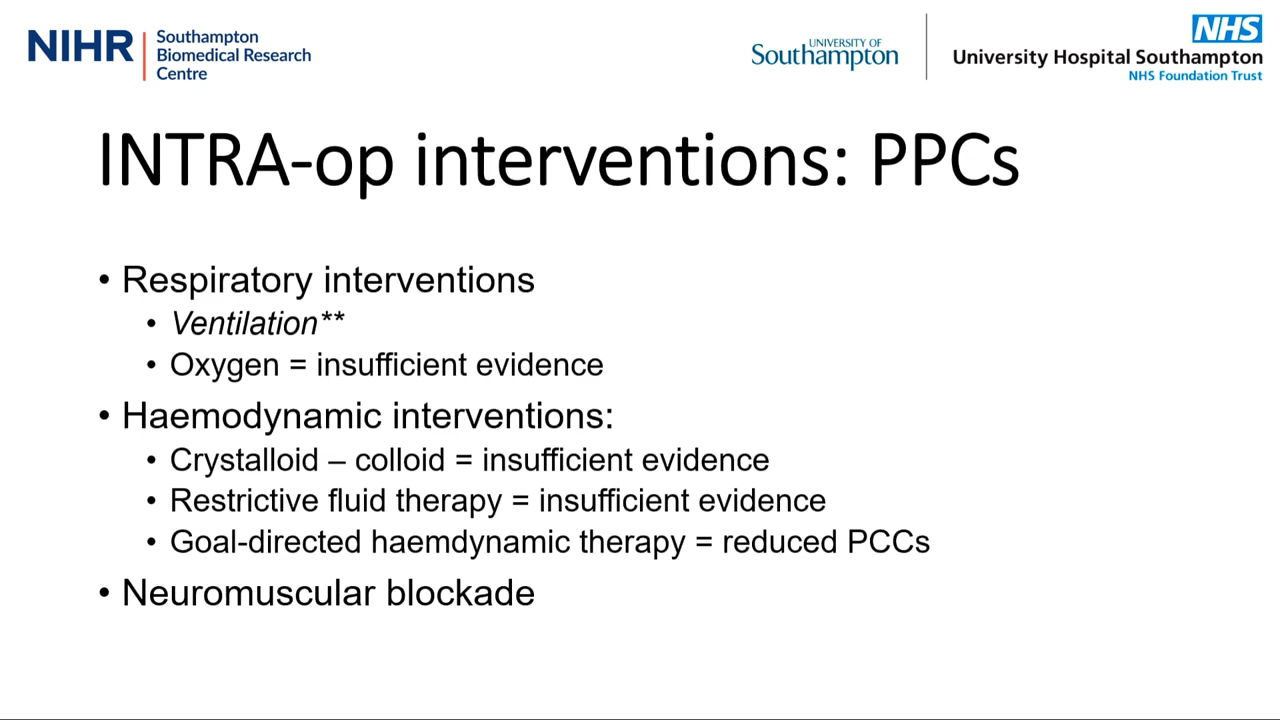 NIHR
Southampton
Biomedical Research
Centre
UNIVERSITY OF
Southampton
NHS
University Hospital Southampton
NHS Foundation Trust
INTRA-op interventions: PPCs
• Respiratory interventions
• Ventilation**
• Oxygen = insufficient evidence
• Haemodynamic interventions:
• Crystalloid – colloid = insufficient evidence
• Restrictive fluid therapy = insufficient evidence
• Goal-directed haemdynamic therapy = reduced PCCs
• Neuromuscular blockade